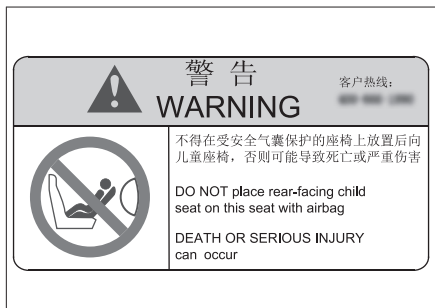 警告
WARNING
客户热线：
不得在受安全气囊保护的座椅上放置后向
儿童座椅，否则可能导致死亡或严重伤害
DO NOT place rear-facing child
seat on this seat with airbag
DEATH OR SERIOUS INJURY
can occur